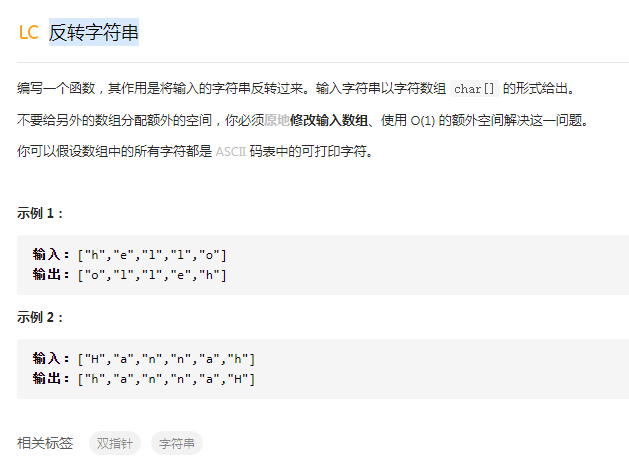 LC 反转字符串
编写一个函数，其作用是将输入的字符串反转过来。输入字符串以字符数组 char[] 的形式给出。
不要给另外的数组分配额外的空间，你必须原地修改输入数组、使用 O(1) 的额外空间解决这一问题。
你可以假设数组中的所有字符都是 ASCII 码表中的可打印字符。
示例 1：
输入：["h","e","l","l","o"]
输出：["o","l","l","e","h"]
示例 2：
输入：["H","a","n","n","a","h"]
输出：["h","a","n","n","a","H"]
相关标签 双指针 字符串